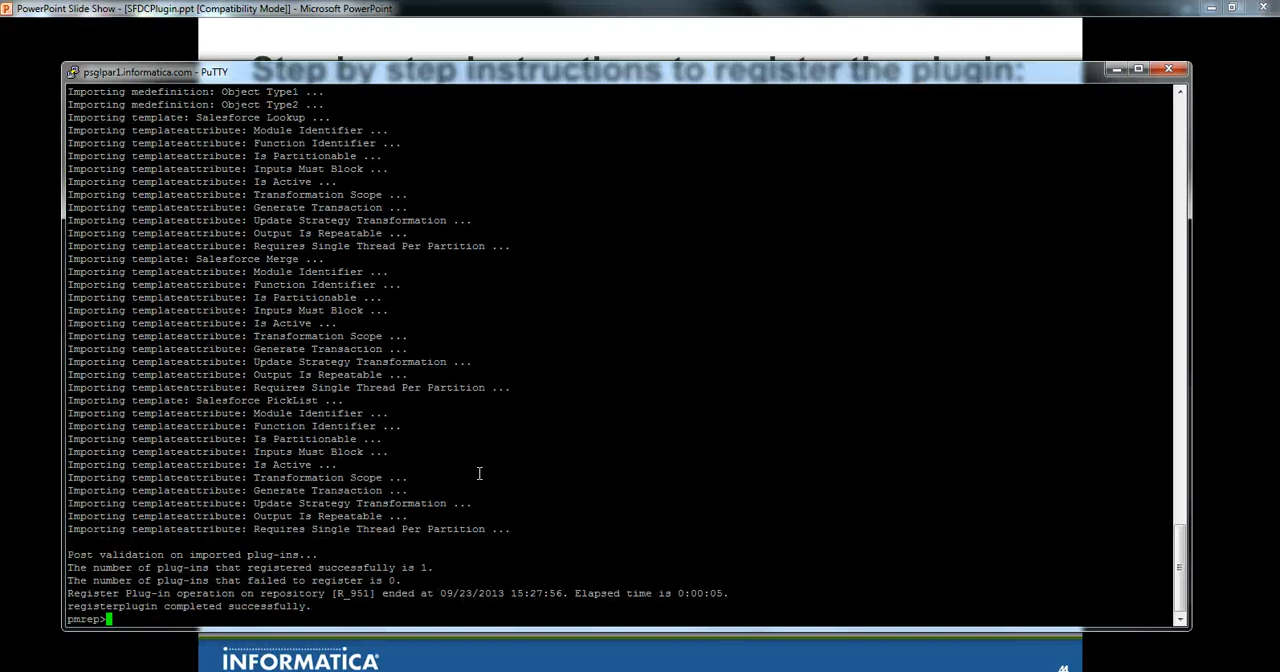 PowerPoint Slide Show - [SFDCPlugin.ppt [Compatibility Mode]] - Microsoft PowerPoint
Step by step instructions to register the plugin:
psglpar1.informatica.com - PuTTY
Importing medefinition: Object Type1 ...
Importing medefinition: Object Type2 ...
Importing template: Salesforce Lookup ...
Importing templateattribute: Module Identifier ...
Importing templateattribute: Function Identifier ...
Importing templateattribute: Is Partitionable ...
Importing templateattribute: Inputs Must Block ...
Importing templateattribute: Is Active ...
Importing templateattribute: Transformation Scope ...
Importing templateattribute: Generate Transaction ...
Importing templateattribute: Update Strategy Transformation ...
Importing templateattribute: Output Is Repeatable ...
Importing templateattribute: Requires Single Thread Per Partition ...
Importing template: Salesforce Merge ...
Importing templateattribute: Module Identifier ...
Importing templateattribute: Function Identifier ...
Importing templateattribute: Is Partitionable ...
Importing templateattribute: Inputs Must Block ...
Importing templateattribute: Is Active ...
Importing templateattribute: Transformation Scope ...
Importing templateattribute: Generate Transaction ...
Importing templateattribute: Update Strategy Transformation ...
Importing templateattribute: Output Is Repeatable ...
Importing templateattribute: Requires Single Thread Per Partition ...
Importing template: Salesforce PickList ...
Importing templateattribute: Module Identifier ...
Importing templateattribute: Function Identifier ...
Importing templateattribute: Is Partitionable ...
Importing templateattribute: Inputs Must Block ...
Importing templateattribute: Is Active ...
Importing templateattribute: Transformation Scope ...
Importing templateattribute: Generate Transaction ...
Importing templateattribute: Update Strategy Transformation ...
Importing templateattribute: Output Is Repeatable ...
Importing templateattribute: Requires Single Thread Per Partition ...
Post validation on imported plug-ins...
The number of plug-ins that registered successfully is 1.
The number of plug-ins that failed to register is 0.
Register Plug-in operation on repository [R_951] ended at 09/23/2013 15:27:56. Elapsed time is 0:00:05.
registerplugin completed successfully.
pmrep>
INFORMATICA